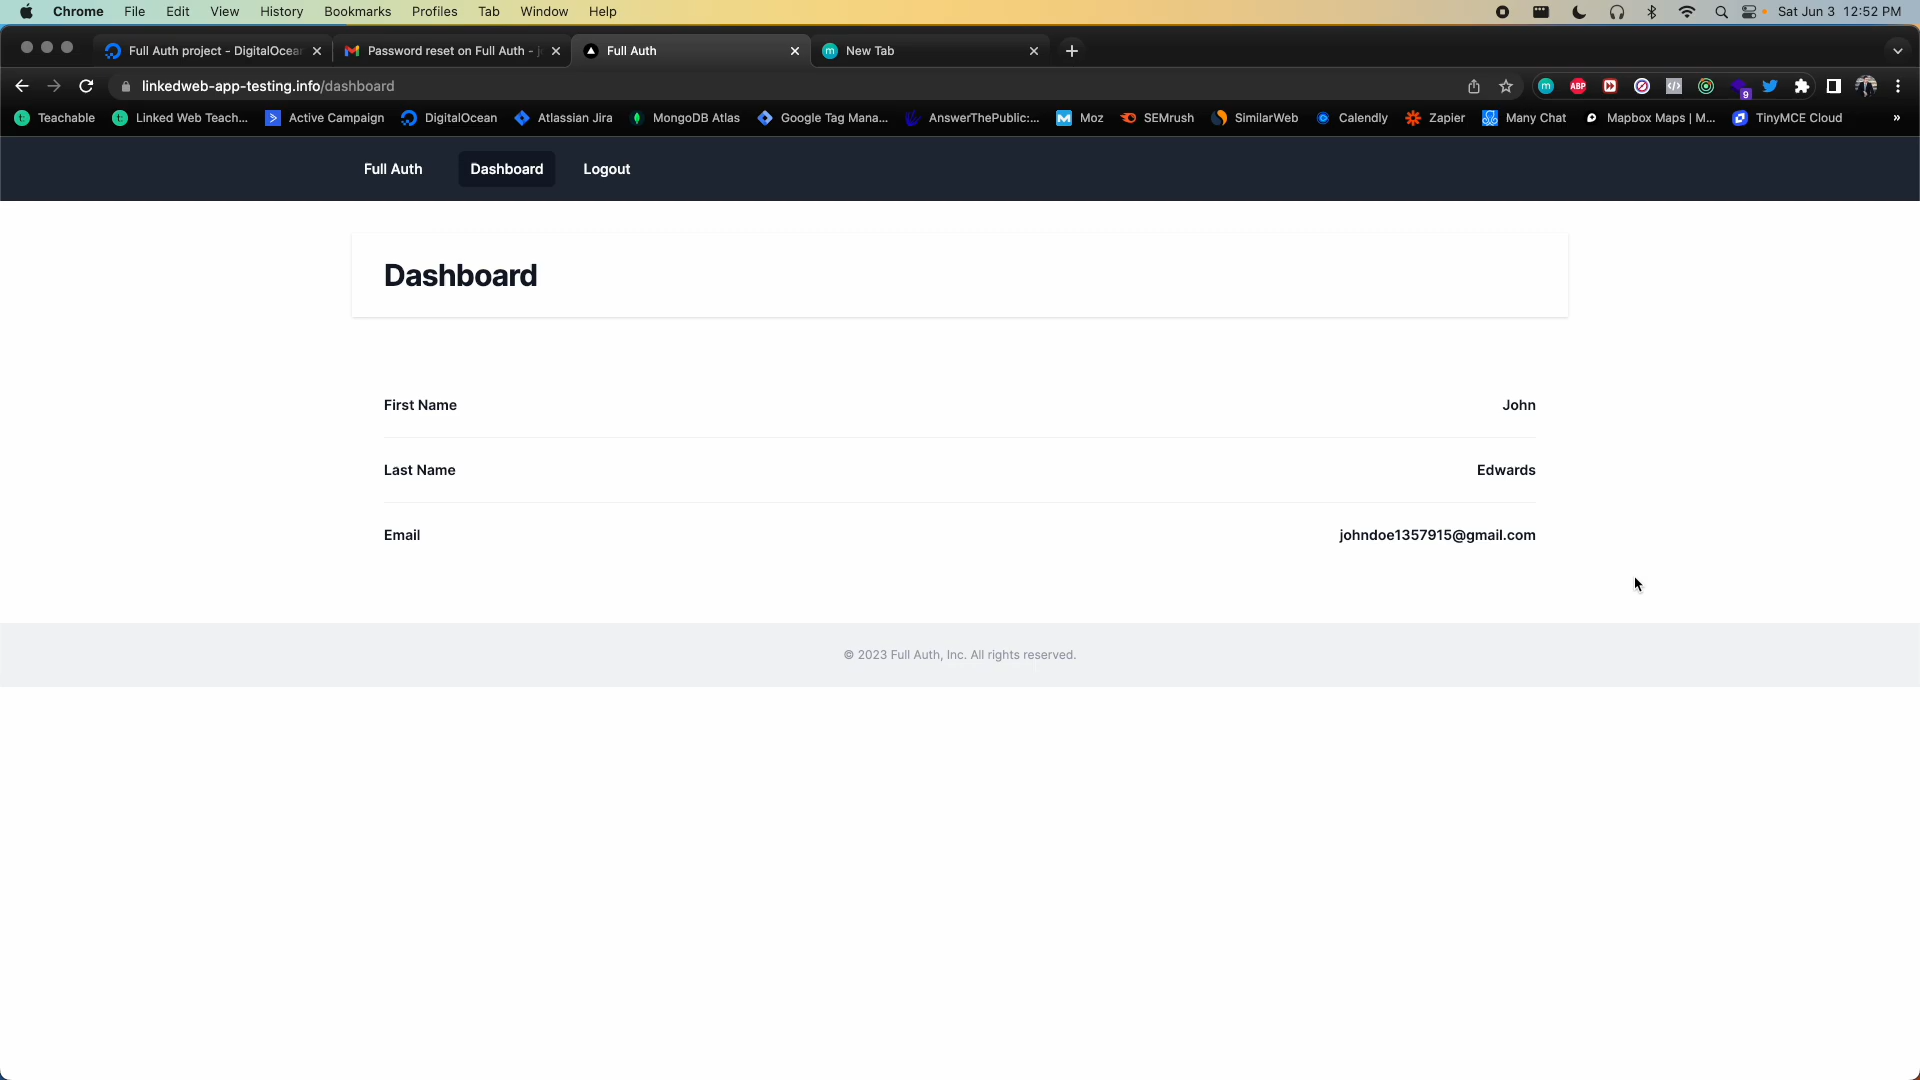 Chrome File Edit View History Bookmarks Profiles Tab Window Help Sat Jun 3 12:52 PM
Full Auth project - DigitalOcean Password reset on Full Auth - j Full Auth New Tab
linkedweb-app-testing.info/dashboard ABP 9
Teachable Linked Web Teach... Active Campaign DigitalOcean Atlassian Jira MongoDB Atlas Google Tag Mana... AnswerThePublic:... Moz SEMrush SimilarWeb Calendly Zapier Many Chat Mapbox Maps | M... TinyMCE Cloud »
Full Auth Dashboard Logout
Dashboard
First Name John
Last Name Edwards
Email johndoe1357915@gmail.com
© 2023 Full Auth, Inc. All rights reserved.